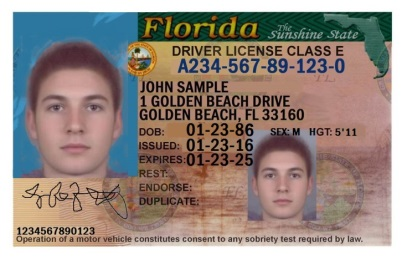 Florida The Sunshine State
DRIVER LICENSE CLASS E
A234-567-89-123-0
JOHN SAMPLE
1 GOLDEN BEACH DRIVE
GOLDEN BEACH, FL 33160
DOB: 01-23-86 SEX: M HGT: 5'11
ISSUED: 01-23-16
EXPIRES: 01-23-25
REST:
ENDORSE:
DUPLICATE:
1234567890123
Operation of a motor vehicle constitutes consent to any sobriety test required by law.